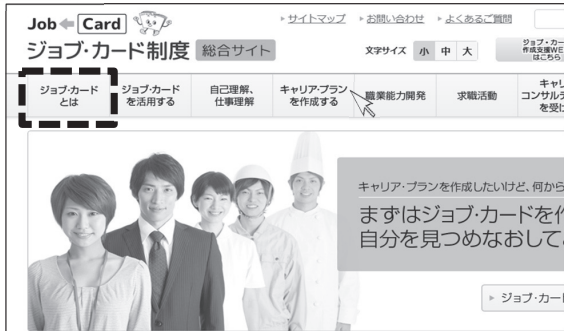 Job Card
サイトマップ
お問い合わせ
よくあるご質問
ジョブ・カード制度 総合サイト
文字サイズ 小 中 大
ジョブ・カー
作成支援WE
はこちら
ジョブ・カード
とは
ジョブ・カード
を活用する
自己理解、
仕事理解
キャリア・プラン
を作成する
職業能力開発
求職活動
キャリ
コンサルテ
を受け
キャリア・プランを作成したいけど、何から
まずはジョブ・カードを作
自分を見つめなおして
ジョブ・カード